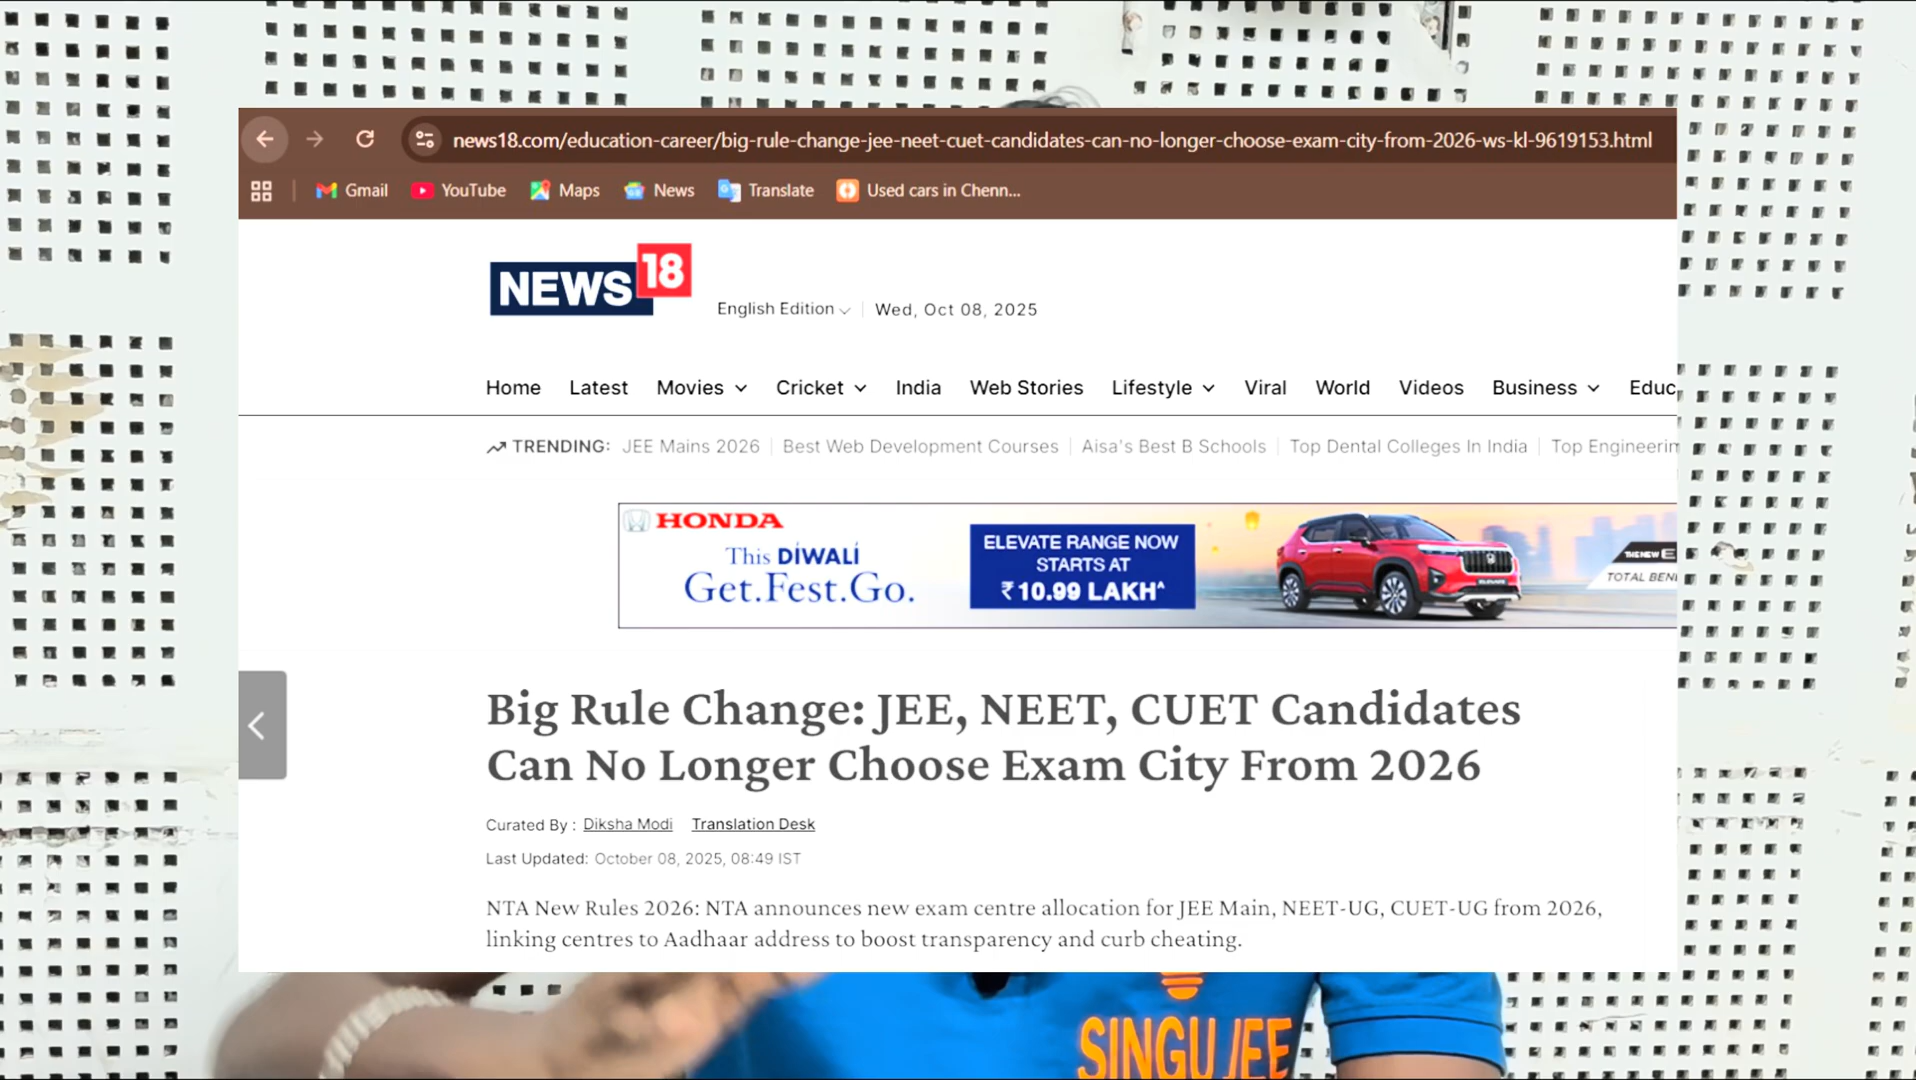 news18.com/education-career/big-rule-change-jee-neet-cuet-candidates-can-no-longer-choose-exam-city-from-2026-ws-kl-9619153.html
Gmail YouTube Maps News Translate Used cars in Chenn...
NEWS 18
English Edition Wed, Oct 08, 2025
Home Latest Movies Cricket India Web Stories Lifestyle Viral World Videos Business Educ
TRENDING: JEE Mains 2026 Best Web Development Courses Aisa's Best B Schools Top Dental Colleges In India Top Engineerin
HONDA
This DIWALI
Get.Fest.Go.
ELEVATE RANGE NOW
STARTS AT
₹10.99 LAKH^
THE NEW E
TOTAL BEN
Big Rule Change: JEE, NEET, CUET Candidates
Can No Longer Choose Exam City From 2026
Curated By : Diksha Modi Translation Desk
Last Updated: October 08, 2025, 08:49 IST
NTA New Rules 2026: NTA announces new exam centre allocation for JEE Main, NEET-UG, CUET-UG from 2026,
linking centres to Aadhaar address to boost transparency and curb cheating.
SINGU JEE